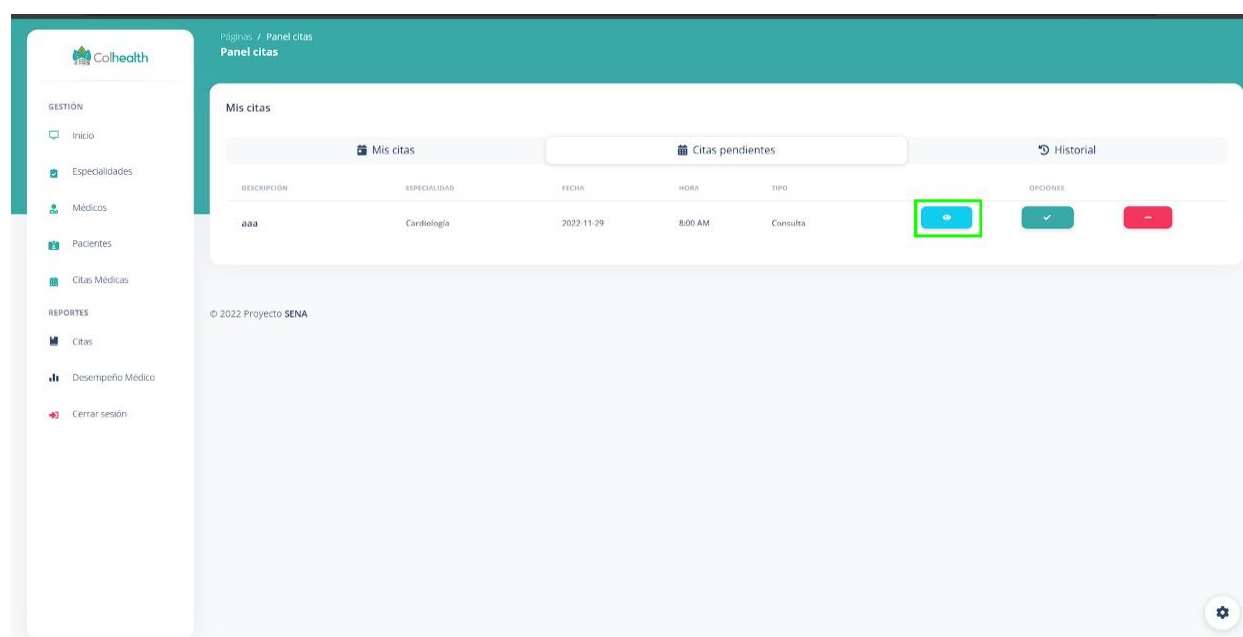 Colhealth
GESTIÓN
Inicio
Especialidades
Médicos
Pacientes
Citas Médicas
REPORTES
Citas
Desempeño Médico
Cerrar sesión
Páginas / Panel citas
Panel citas
Mis citas
Mis citas Citas pendientes Historial
DESCRIPCIÓN ESPECIALIDAD FECHA HORA TIPO OPCIONES
aaa Cardiología 2022-11-29 8:00 AM Consulta
© 2022 Proyecto SENA